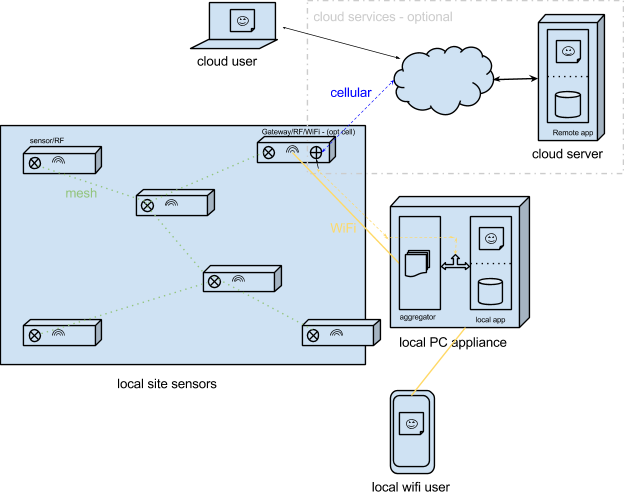 cloud services - optional
cloud user
cellular
Remote app
cloud server
Gateway/RF/WiFi - (opt cell)
sensor/RF
mesh
WiFi
aggregator
local app
local PC appliance
local site sensors
local wifi user